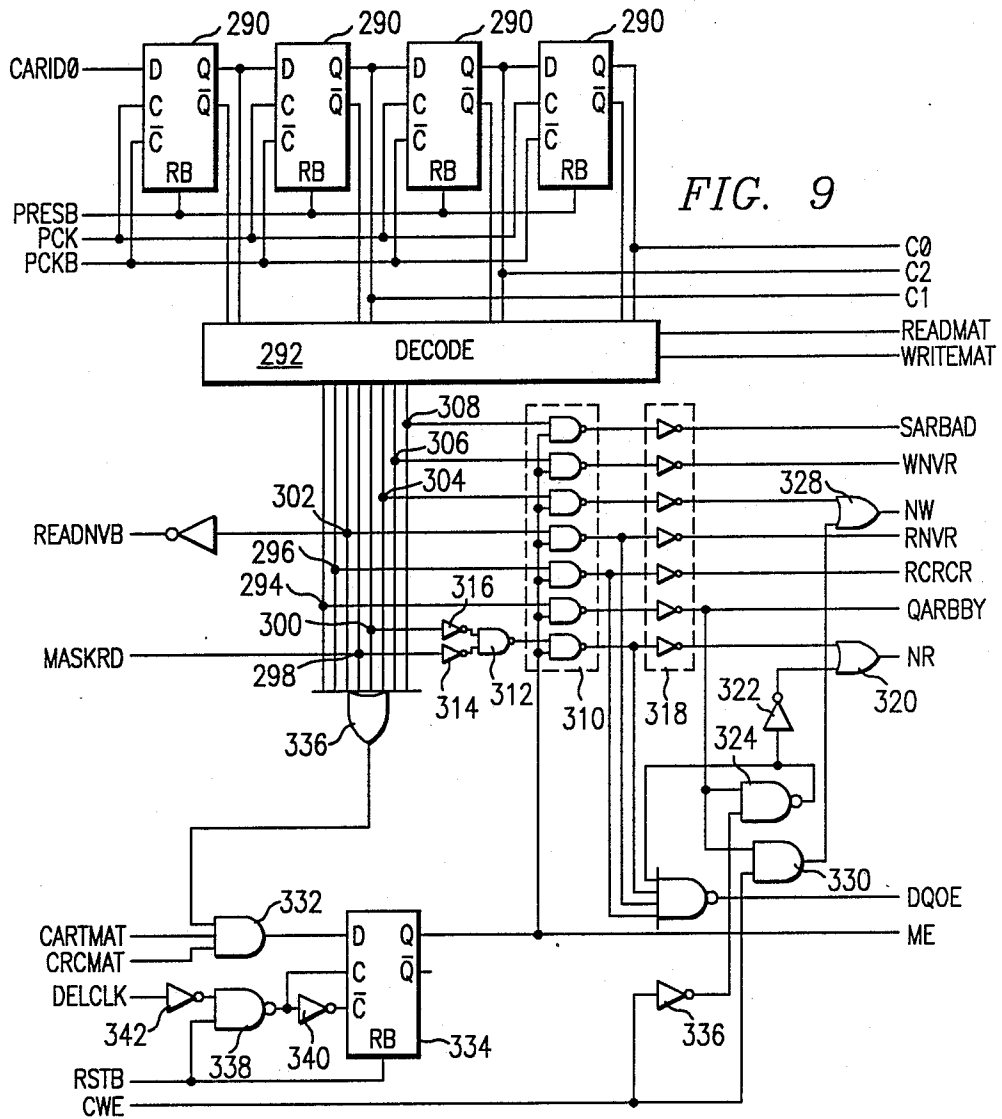 290 290 290 290
CARID0 D Q D Q D Q D Q
C Q̅ C Q̅ C Q̅ C Q̅
C̅ C̅ C̅ C̅
RB RB RB RB
FIG. 9
PRESB
PCK
PCKB
C0
C2
C1
292 DECODE
READMAT
WRITEMAT
308
SARBAD
306
WNVR
304
328
NW
302
READNVB
RNVR
296
RCRCR
294
316
QARBBY
300
MASKRD
NR
298
314
312
310
318
320
322
336
324
330
332
DQOE
CARTMAT
D Q
ME
CRCMAT
C Q̅
DELCLK
C̅
342
338
340
RB
334
336
RSTB
CWE